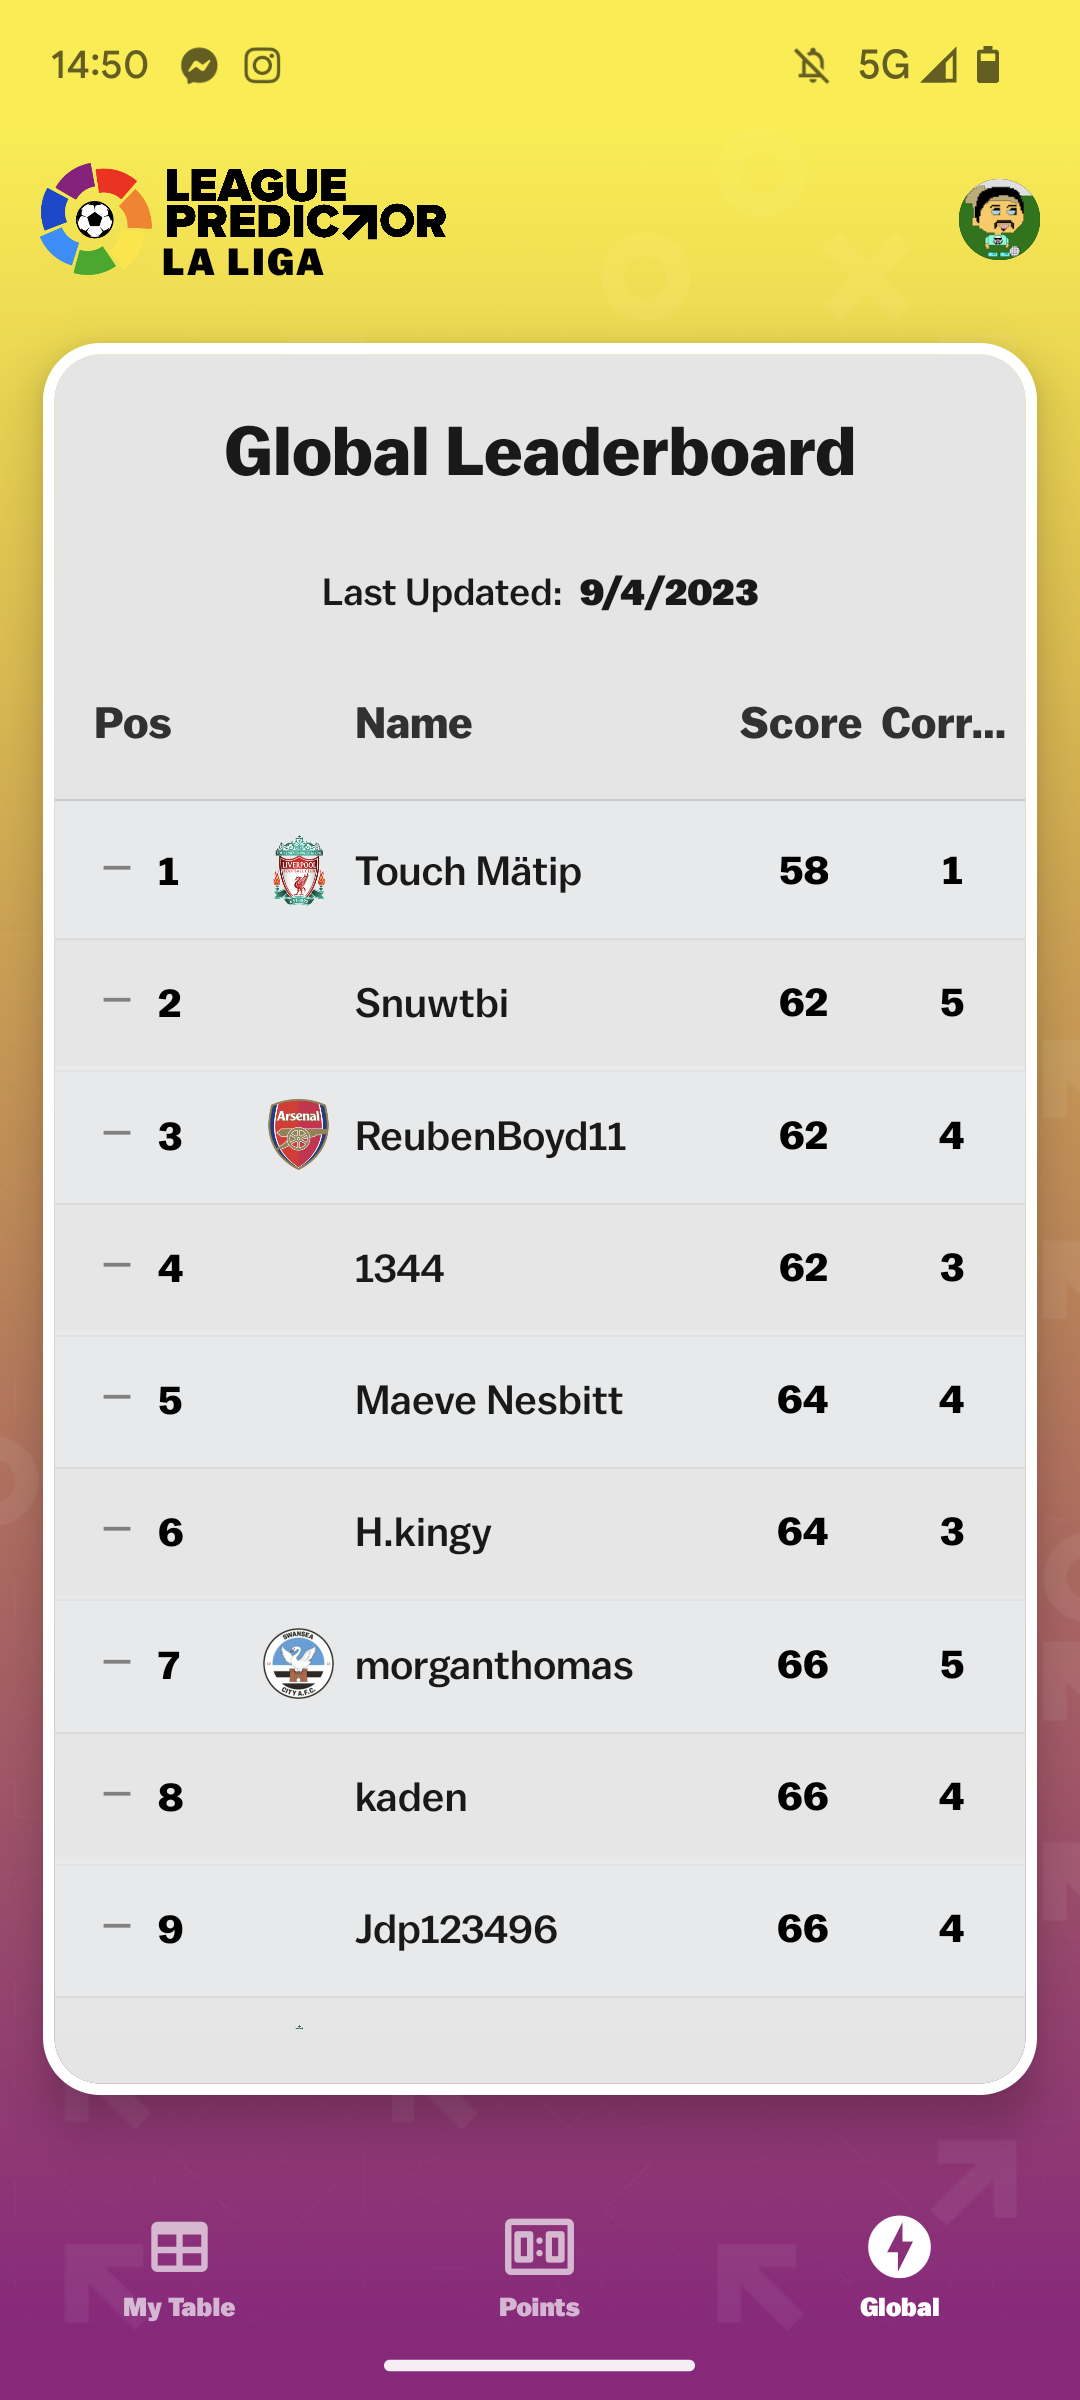 14:50 5G
LEAGUE
PREDICTOR
LA LIGA
Global Leaderboard
Last Updated: 9/4/2023
Pos Name Score Corr...
1 LIVERPOOL Touch Mätip 58 1
2 Snuwtbi 62 5
3 Arsenal ReubenBoyd11 62 4
4 1344 62 3
5 Maeve Nesbitt 64 4
6 H.kingy 64 3
7 SWANSEA CITY A.F.C. morganthomas 66 5
8 kaden 66 4
9 Jdp123496 66 4
0:0
My Table Points Global